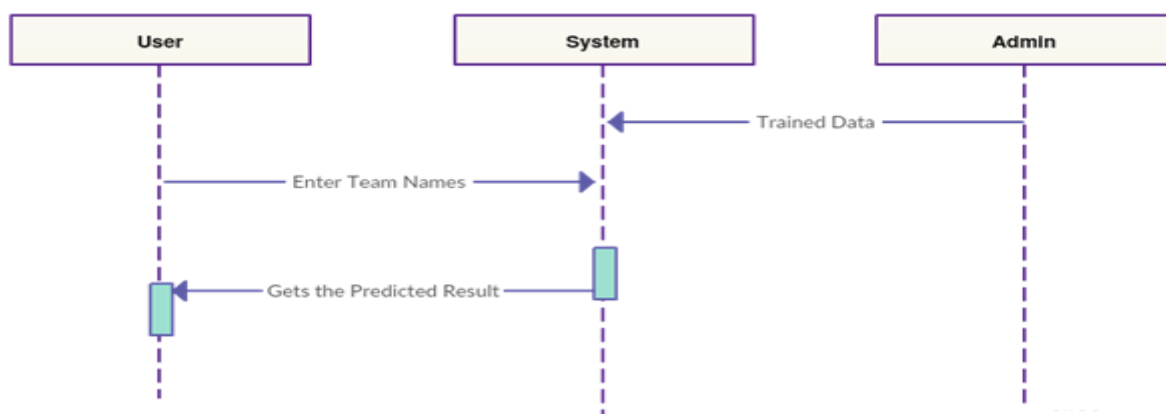 User
System
Admin
Trained Data
Enter Team Names
Gets the Predicted Result